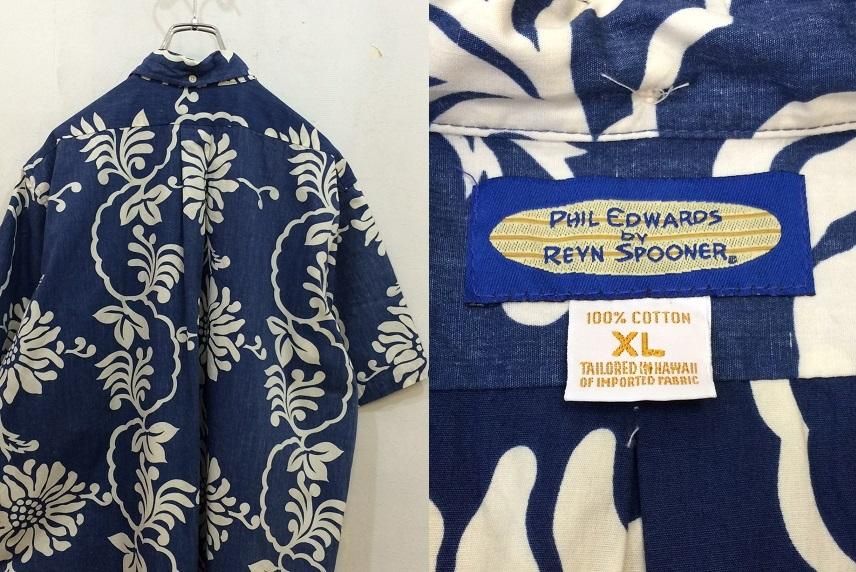 PHIL EDWARDS
BY
REYN SPOONER®
100% COTTON
XL
TAILORED IN HAWAII
OF IMPORTED FABRIC